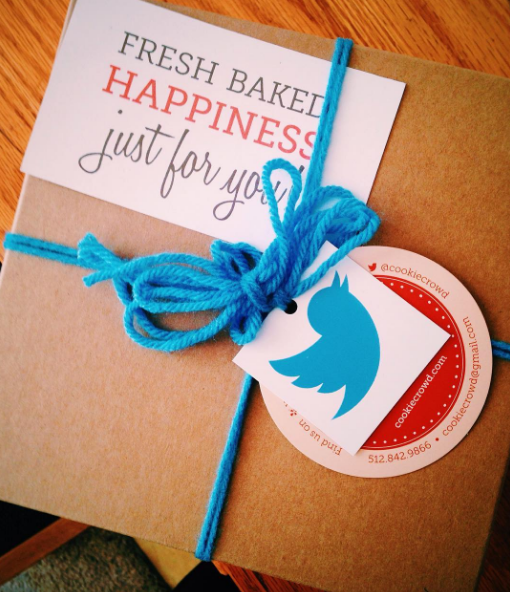 FRESH BAKED
HAPPINESS
just for you!
@cookiecrowd
cookiecrowd.com
Find us on
512.842.9866 • cookiecrowd@gmail.com